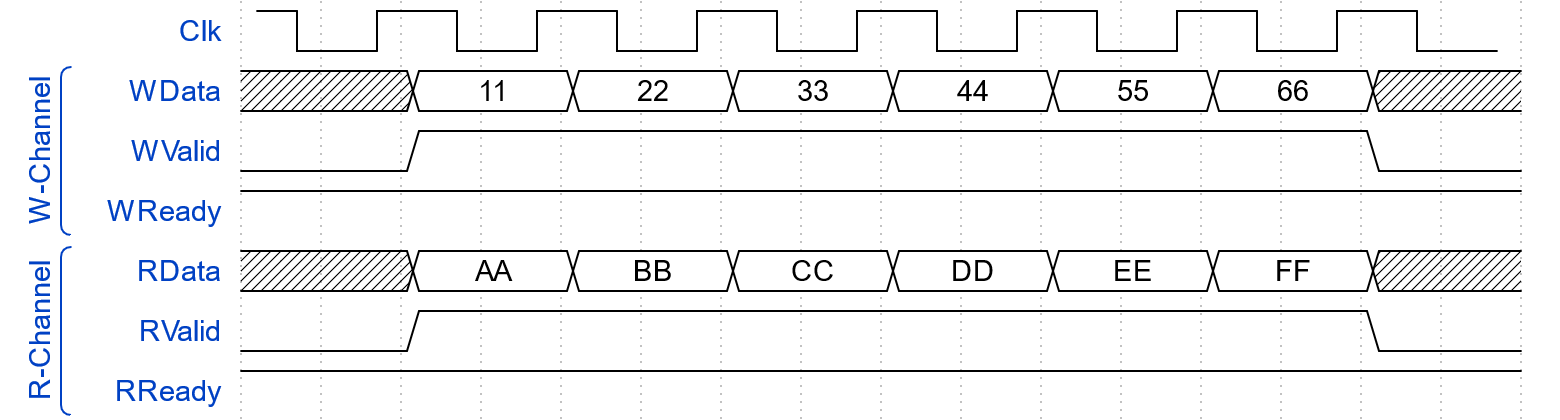 Clk
W-Channel
WData 11 22 33 44 55 66
WValid
WReady
R-Channel
RData AA BB CC DD EE FF
RValid
RReady